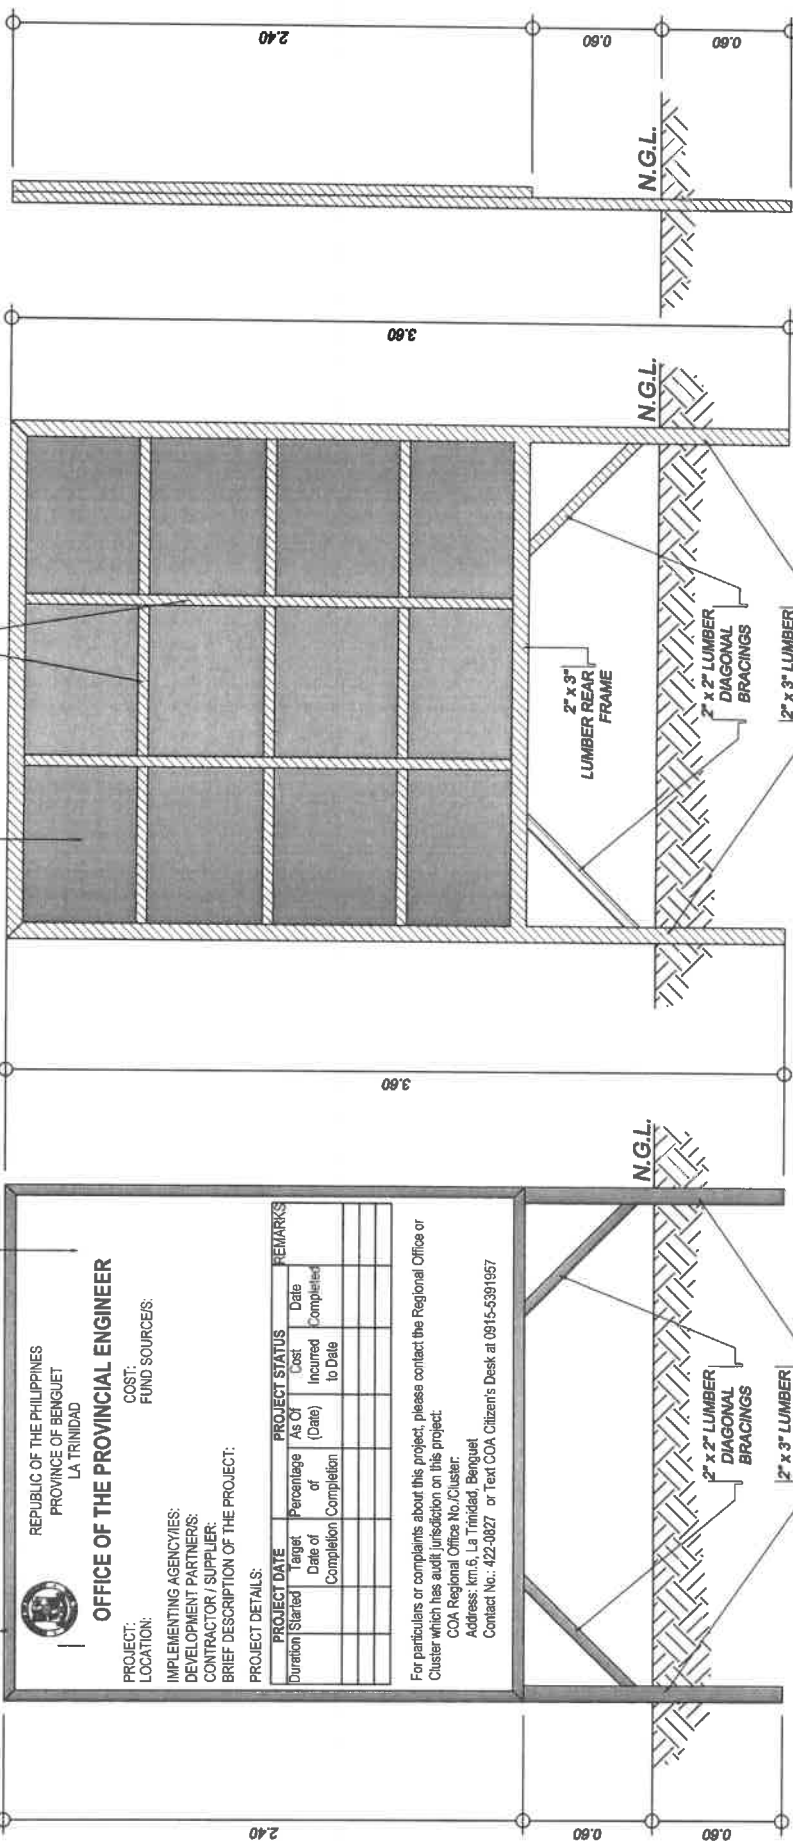 REPUBLIC OF THE PHILIPPINES
PROVINCE OF BENGUET
LA TRINIDAD
OFFICE OF THE PROVINCIAL ENGINEER
PROJECT:
LOCATION:
COST:
FUND SOURCE/S:
IMPLEMENTING AGENCY/IES:
DEVELOPMENT PARTNER/S:
CONTRACTOR / SUPPLIER:
BRIEF DESCRIPTION OF THE PROJECT:
PROJECT DETAILS:
PROJECT DATE PROJECT STATUS REMARKS
Duration Started Target Date of Completion Percentage of Completion As Of (Date) Cost Incurred to Date Date Completed
For particulars or complaints about this project, please contact the Regional Office or
Cluster which has audit jurisdiction on this project:
COA Regional Office No./Cluster:
Address: km.6, La Trinidad, Benguet
Contact No.: 422-0827 or Text COA Citizen's Desk at 0915-5391957
2.40
0.60
0.60
3.60
N.G.L.
2" x 2" LUMBER
DIAGONAL
BRACINGS
2" x 3" LUMBER
2" x 3"
LUMBER REAR
FRAME
2" x 2" LUMBER
DIAGONAL
BRACINGS
2" x 3" LUMBER
N.G.L.
3.60
N.G.L.
2.40
0.60
0.60